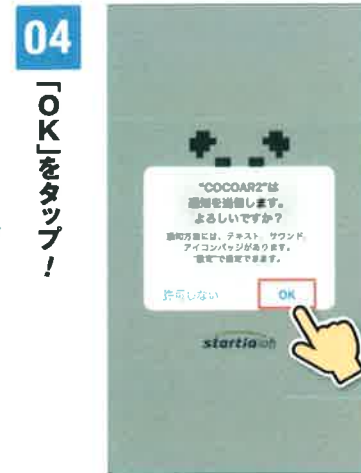 04
「OK」をタップ！
"COCOAR2"は
通知を送信します。
よろしいですか？
通知方法には、テキスト、サウンド、
アイコンバッジがあります。
"設定"で設定できます。
許可しない
OK
startialab